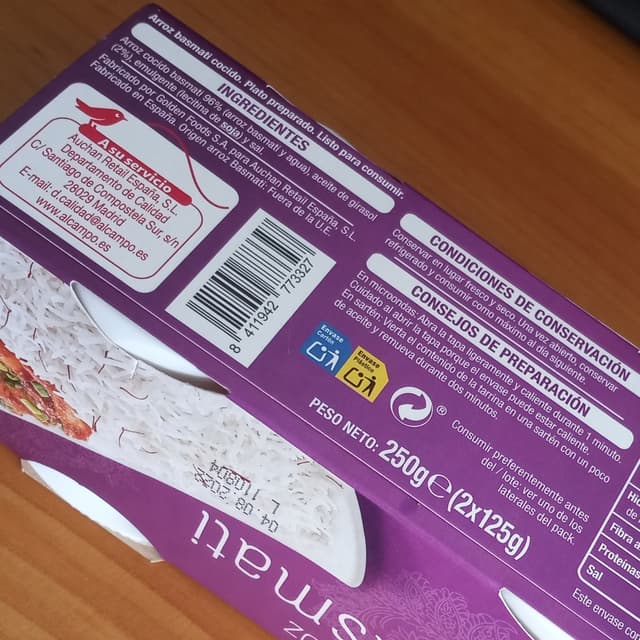 Arroz basmati cocido. Plato preparado. Listo para consumir.
INGREDIENTES
Arroz cocido basmati 96% (arroz basmati y agua), aceite de girasol
(2%), emulgente (lecitina de soja) y sal.
Fabricado por Golden Foods S.A. para Auchan Retail España, S.L.
Fabricado en España. Origen arroz Basmati: Fuera de la U.E.
A su servicio
Auchan Retail España, S.L.
Departamento de Calidad
C/ Santiago de Compostela Sur, s/n
28029 Madrid
E-mail: d.calidad@alcampo.es
www.alcampo.es
8 411942 773327
CONDICIONES DE CONSERVACIÓN
Conservar en lugar fresco y seco. Una vez abierto, conservar
refrigerado y consumir como máximo al día siguiente.
CONSEJOS DE PREPARACIÓN
En microondas: Abra la tapa ligeramente y caliente durante 1 minuto.
Cuidado al abrir la tapa porque el envase puede estar caliente.
En sartén: Vierta el contenido de la tarrina en una sartén con un poco
de aceite y remueva durante dos minutos.
Envase
Cartón
Envase
Plástico
®
Consumir preferentemente antes
del / lote: ver uno de los
laterales del pack.
PESO NETO: 250g e (2x125g)
de
Fibra a
Proteínas
Sal
Este envase co
04 08 2022
smati
oz